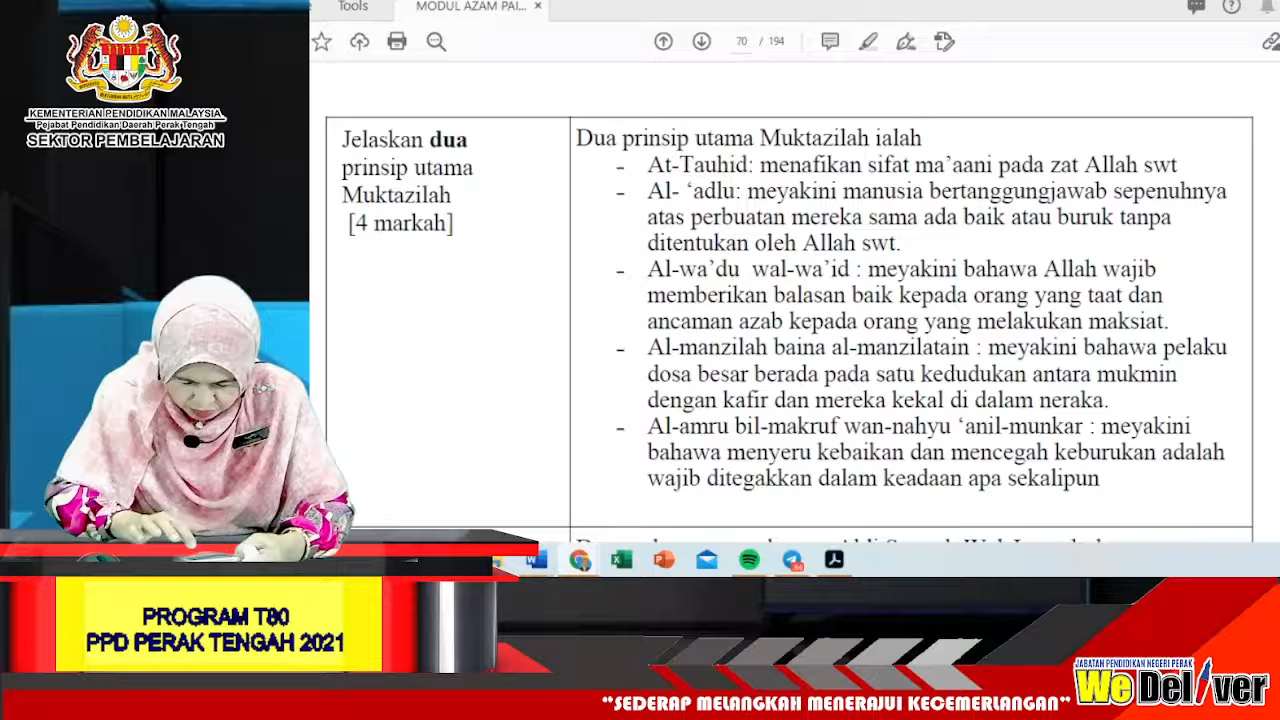 Tools
MODUL AZAM PAI... ×
70 / 194
KEMENTERIAN PENDIDIKAN MALAYSIA
Pejabat Pendidikan Daerah Perak Tengah
SEKTOR PEMBELAJARAN
Jelaskan dua
prinsip utama
Muktazilah
[4 markah]
Dua prinsip utama Muktazilah ialah
- At-Tauhid: menafikan sifat ma’aani pada zat Allah swt
- Al- ‘adlu: meyakini manusia bertanggungjawab sepenuhnya
atas perbuatan mereka sama ada baik atau buruk tanpa
ditentukan oleh Allah swt.
- Al-wa’du wal-wa’id : meyakini bahawa Allah wajib
memberikan balasan baik kepada orang yang taat dan
ancaman azab kepada orang yang melakukan maksiat.
- Al-manzilah baina al-manzilatain : meyakini bahawa pelaku
dosa besar berada pada satu kedudukan antara mukmin
dengan kafir dan mereka kekal di dalam neraka.
- Al-amru bil-makruf wan-nahyu ‘anil-munkar : meyakini
bahawa menyeru kebaikan dan mencegah keburukan adalah
wajib ditegakkan dalam keadaan apa sekalipun
PROGRAM T80
PPD PERAK TENGAH 2021
"SEDERAP MELANGKAH MENERAJUI KECEMERLANGAN"
JABATAN PENDIDIKAN NEGERI PERAK
We Deliver